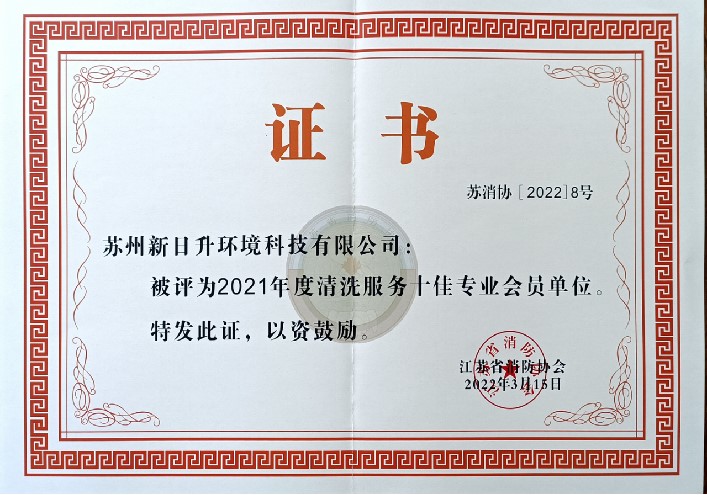 证书
苏消协［2022］8号
苏州新日升环境科技有限公司：
被评为2021年度清洗服务十佳专业会员单位。
特发此证，以资鼓励。
江苏省消防协会
2022年3月15日